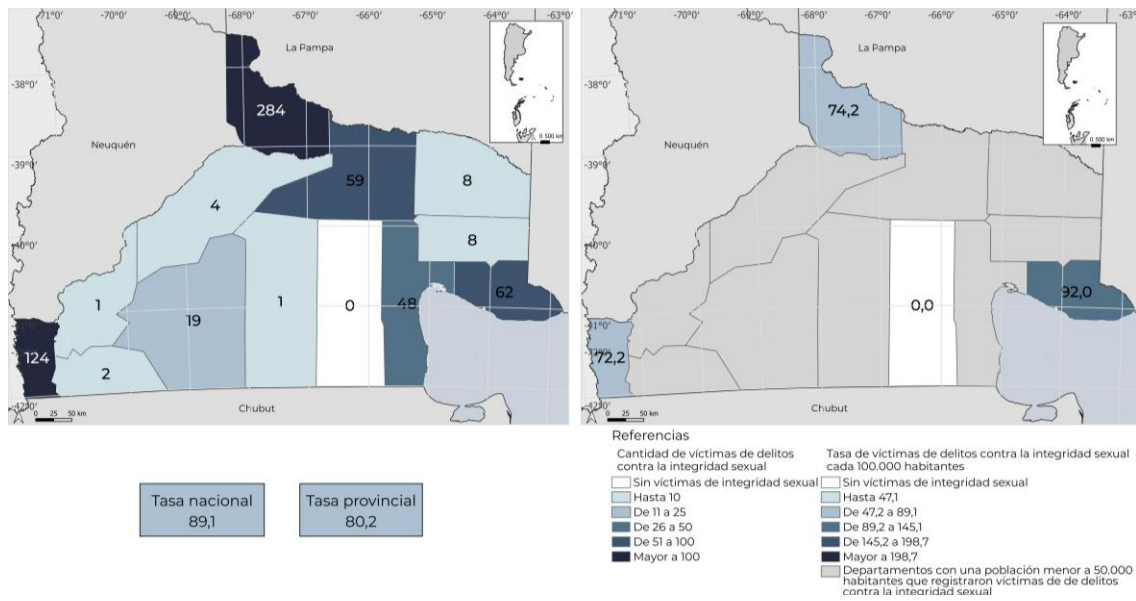 -71°0'
-70°0'
-69°0'
-68°0'
-67°0'
-66°0'
-65°0'
-64°0'
-63°0'
La Pampa
-38°0'
284
0 500 km
Neuquén
-39°0'
59
8
4
-40°0'
8
1
19
1
0
48
62
124
2
-42°0'
0 25 50 km
Chubut
-71°0'
-70°0'
-69°0'
-68°0'
-67°0'
-66°0'
-65°0'
-64°0'
-63°0'
La Pampa
-38°0'
74,2
0 500 km
Neuquén
-39°0'
-40°0'
92,0
0,0
72,2
-42°0'
0 25 50 km
Chubut
Tasa nacional
89,1
Tasa provincial
80,2
Referencias
Cantidad de víctimas de delitos
contra la integridad sexual
Sin víctimas de integridad sexual
Hasta 10
De 11 a 25
De 26 a 50
De 51 a 100
Mayor a 100
Tasa de víctimas de delitos contra la integridad sexual
cada 100.000 habitantes
Sin víctimas de integridad sexual
Hasta 47,1
De 47,2 a 89,1
De 89,2 a 145,1
De 145,2 a 198,7
Mayor a 198,7
Departamentos con una población menor a 50.000
habitantes que registraron víctimas de de delitos
contra la integridad sexual